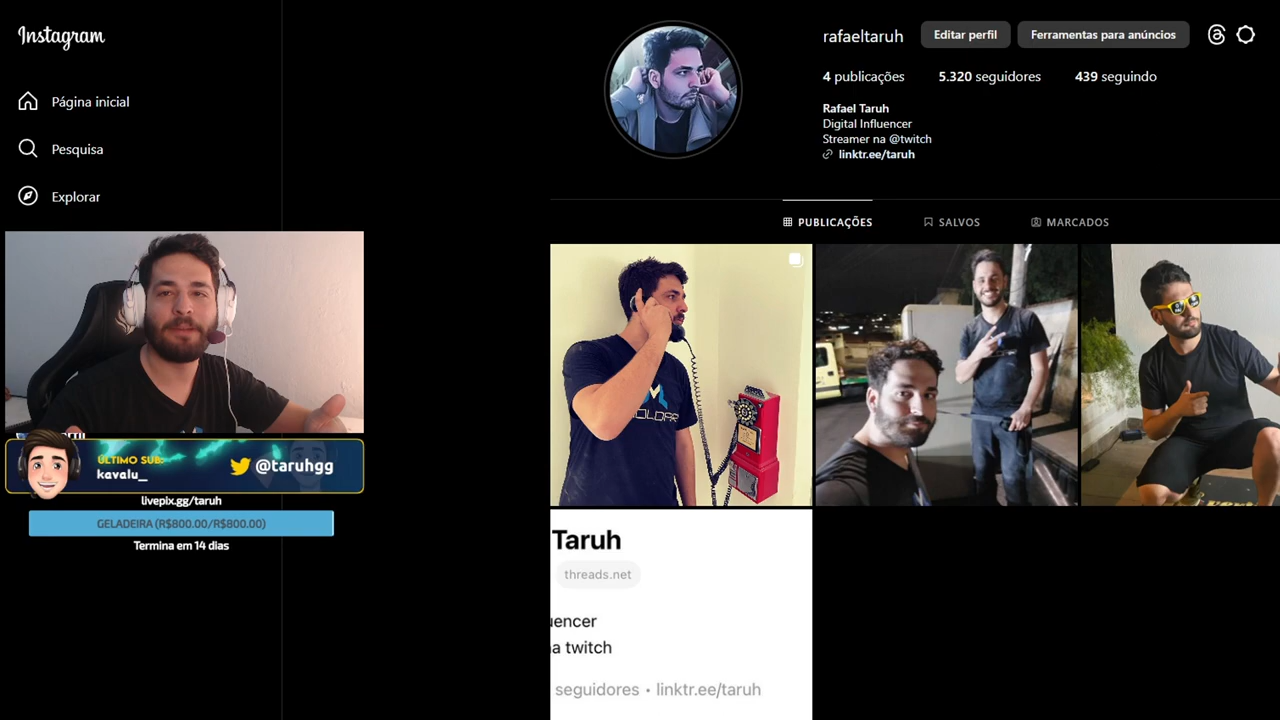 Instagram
Página inicial
Pesquisa
Explorar
rafaeltaruh
Editar perfil
Ferramentas para anúncios
4 publicações
5.320 seguidores
439 seguindo
Rafael Taruh
Digital Influencer
Streamer na @twitch
linktr.ee/taruh
PUBLICAÇÕES
SALVOS
MARCADOS
ÚLTIMO SUB:
kavalu_
@taruhgg
livepix.gg/taruh
GELADEIRA (R$800.00/R$800.00)
Termina em 14 dias
Taruh
threads.net
uencer
na twitch
seguidores • linktr.ee/taruh